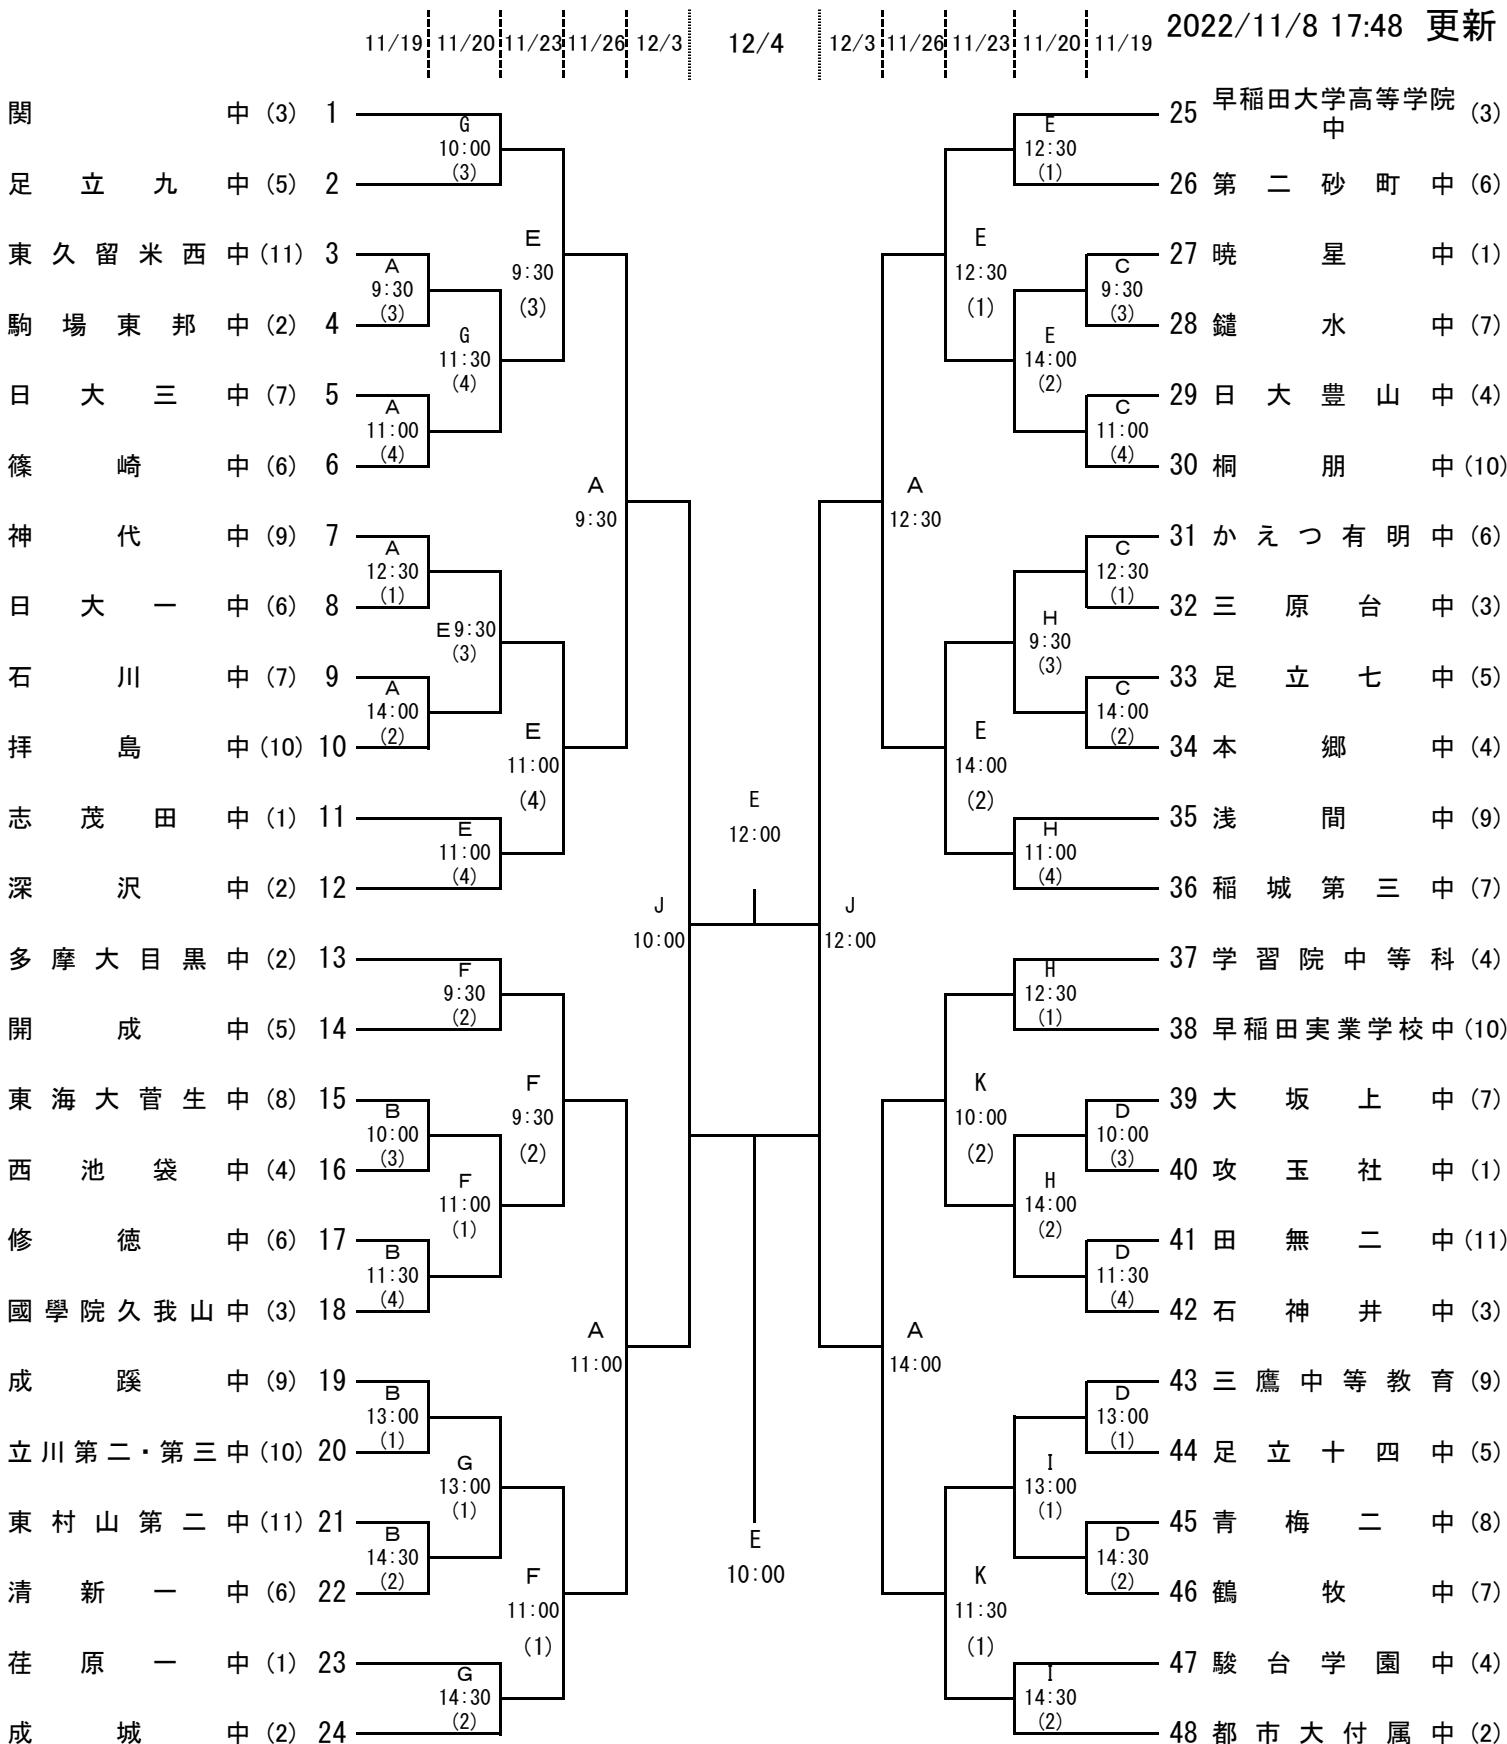 2022/11/8 17:48 更新
11/19 11/20 11/23 11/26 12/3 12/4 12/3 11/26 11/23 11/20 11/19
関中 (3) 1
足立九中 (5) 2
東久留米西中 (11) 3
駒場東邦中 (2) 4
日大三中 (7) 5
篠崎中 (6) 6
神代中 (9) 7
日大一中 (6) 8
石川中 (7) 9
拝島中 (10) 10
志茂田中 (1) 11
深沢中 (2) 12
多摩大目黒中 (2) 13
開成中 (5) 14
東海大菅生中 (8) 15
西池袋中 (4) 16
修徳中 (6) 17
國學院久我山中 (3) 18
成蹊中 (9) 19
立川第二・第三中 (10) 20
東村山第二中 (11) 21
清新一中 (6) 22
荏原一中 (1) 23
成城中 (2) 24
A
9:30
(3)
A
11:00
(4)
A
12:30
(1)
A
14:00
(2)
B
10:00
(3)
B
11:30
(4)
B
13:00
(1)
B
14:30
(2)
G
10:00
(3)
G
11:30
(4)
E9:30
(3)
E
11:00
(4)
F
9:30
(2)
F
11:00
(1)
G
13:00
(1)
G
14:30
(2)
E
9:30
(3)
E
11:00
(4)
F
9:30
(2)
F
11:00
(1)
A
9:30
A
11:00
J
10:00
E
12:00
E
10:00
J
12:00
A
12:30
A
14:00
E
12:30
(1)
E
14:00
(2)
K
10:00
(2)
K
11:30
(1)
E
12:30
(1)
E
14:00
(2)
H
9:30
(3)
H
11:00
(4)
H
12:30
(1)
H
14:00
(2)
I
13:00
(1)
I
14:30
(2)
C
9:30
(3)
C
11:00
(4)
C
12:30
(1)
C
14:00
(2)
D
10:00
(3)
D
11:30
(4)
D
13:00
(1)
D
14:30
(2)
25 早稲田大学高等学院
中 (3)
26 第二砂町中 (6)
27 暁星中 (1)
28 鑓水中 (7)
29 日大豊山中 (4)
30 桐朋中 (10)
31 かえつ有明中 (6)
32 三原台中 (3)
33 足立七中 (5)
34 本郷中 (4)
35 浅間中 (9)
36 稲城第三中 (7)
37 学習院中等科 (4)
38 早稲田実業学校中 (10)
39 大坂上中 (7)
40 攻玉社中 (1)
41 田無二中 (11)
42 石神井中 (3)
43 三鷹中等教育 (9)
44 足立十四中 (5)
45 青梅二中 (8)
46 鶴牧中 (7)
47 駿台学園中 (4)
48 都市大付属中 (2)